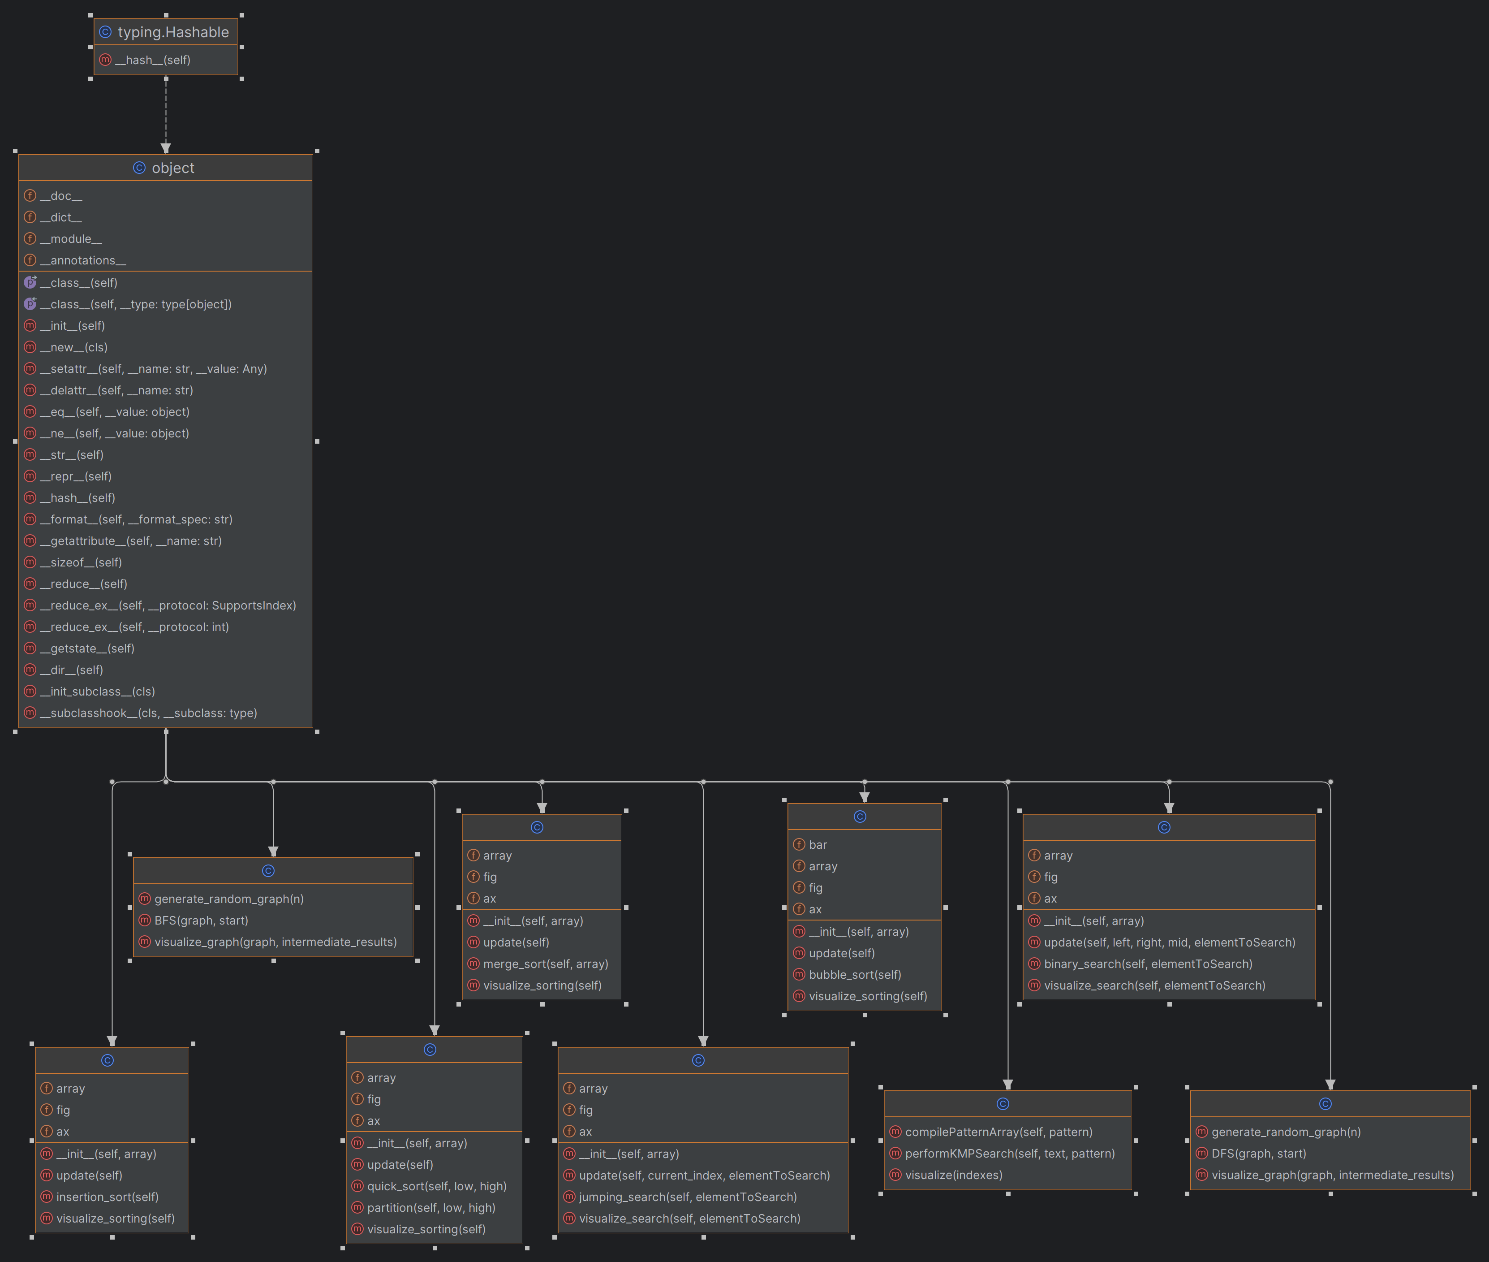 typing.Hashable
__hash__(self)
object
__doc__
__dict__
__module__
__annotations__
__class__(self)
__class__(self, __type: type[object])
__init__(self)
__new__(cls)
__setattr__(self, __name: str, __value: Any)
__delattr__(self, __name: str)
__eq__(self, __value: object)
__ne__(self, __value: object)
__str__(self)
__repr__(self)
__hash__(self)
__format__(self, __format_spec: str)
__getattribute__(self, __name: str)
__sizeof__(self)
__reduce__(self)
__reduce_ex__(self, __protocol: SupportsIndex)
__reduce_ex__(self, __protocol: int)
__getstate__(self)
__dir__(self)
__init_subclass__(cls)
__subclasshook__(cls, __subclass: type)
generate_random_graph(n)
BFS(graph, start)
visualize_graph(graph, intermediate_results)
array
fig
ax
__init__(self, array)
update(self)
merge_sort(self, array)
visualize_sorting(self)
bar
array
fig
ax
__init__(self, array)
update(self)
bubble_sort(self)
visualize_sorting(self)
array
fig
ax
__init__(self, array)
update(self, left, right, mid, elementToSearch)
binary_search(self, elementToSearch)
visualize_search(self, elementToSearch)
array
fig
ax
__init__(self, array)
update(self)
insertion_sort(self)
visualize_sorting(self)
array
fig
ax
__init__(self, array)
update(self)
quick_sort(self, low, high)
partition(self, low, high)
visualize_sorting(self)
array
fig
ax
__init__(self, array)
update(self, current_index, elementToSearch)
jumping_search(self, elementToSearch)
visualize_search(self, elementToSearch)
compilePatternArray(self, pattern)
performKMPSearch(self, text, pattern)
visualize(indexes)
generate_random_graph(n)
DFS(graph, start)
visualize_graph(graph, intermediate_results)